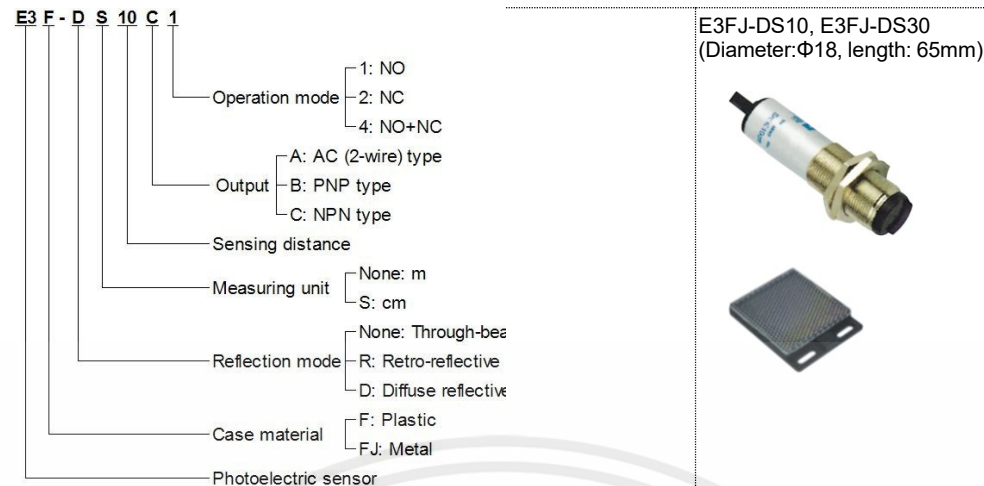 E3 F - D S 10 C 1
Operation mode
1: NO
2: NC
4: NO+NC
Output
A: AC (2-wire) type
B: PNP type
C: NPN type
Sensing distance
Measuring unit
None: m
S: cm
Reflection mode
None: Through-bea
R: Retro-reflective
D: Diffuse reflective
Case material
F: Plastic
FJ: Metal
Photoelectric sensor
E3FJ-DS10, E3FJ-DS30
(Diameter:Φ18, length: 65mm)